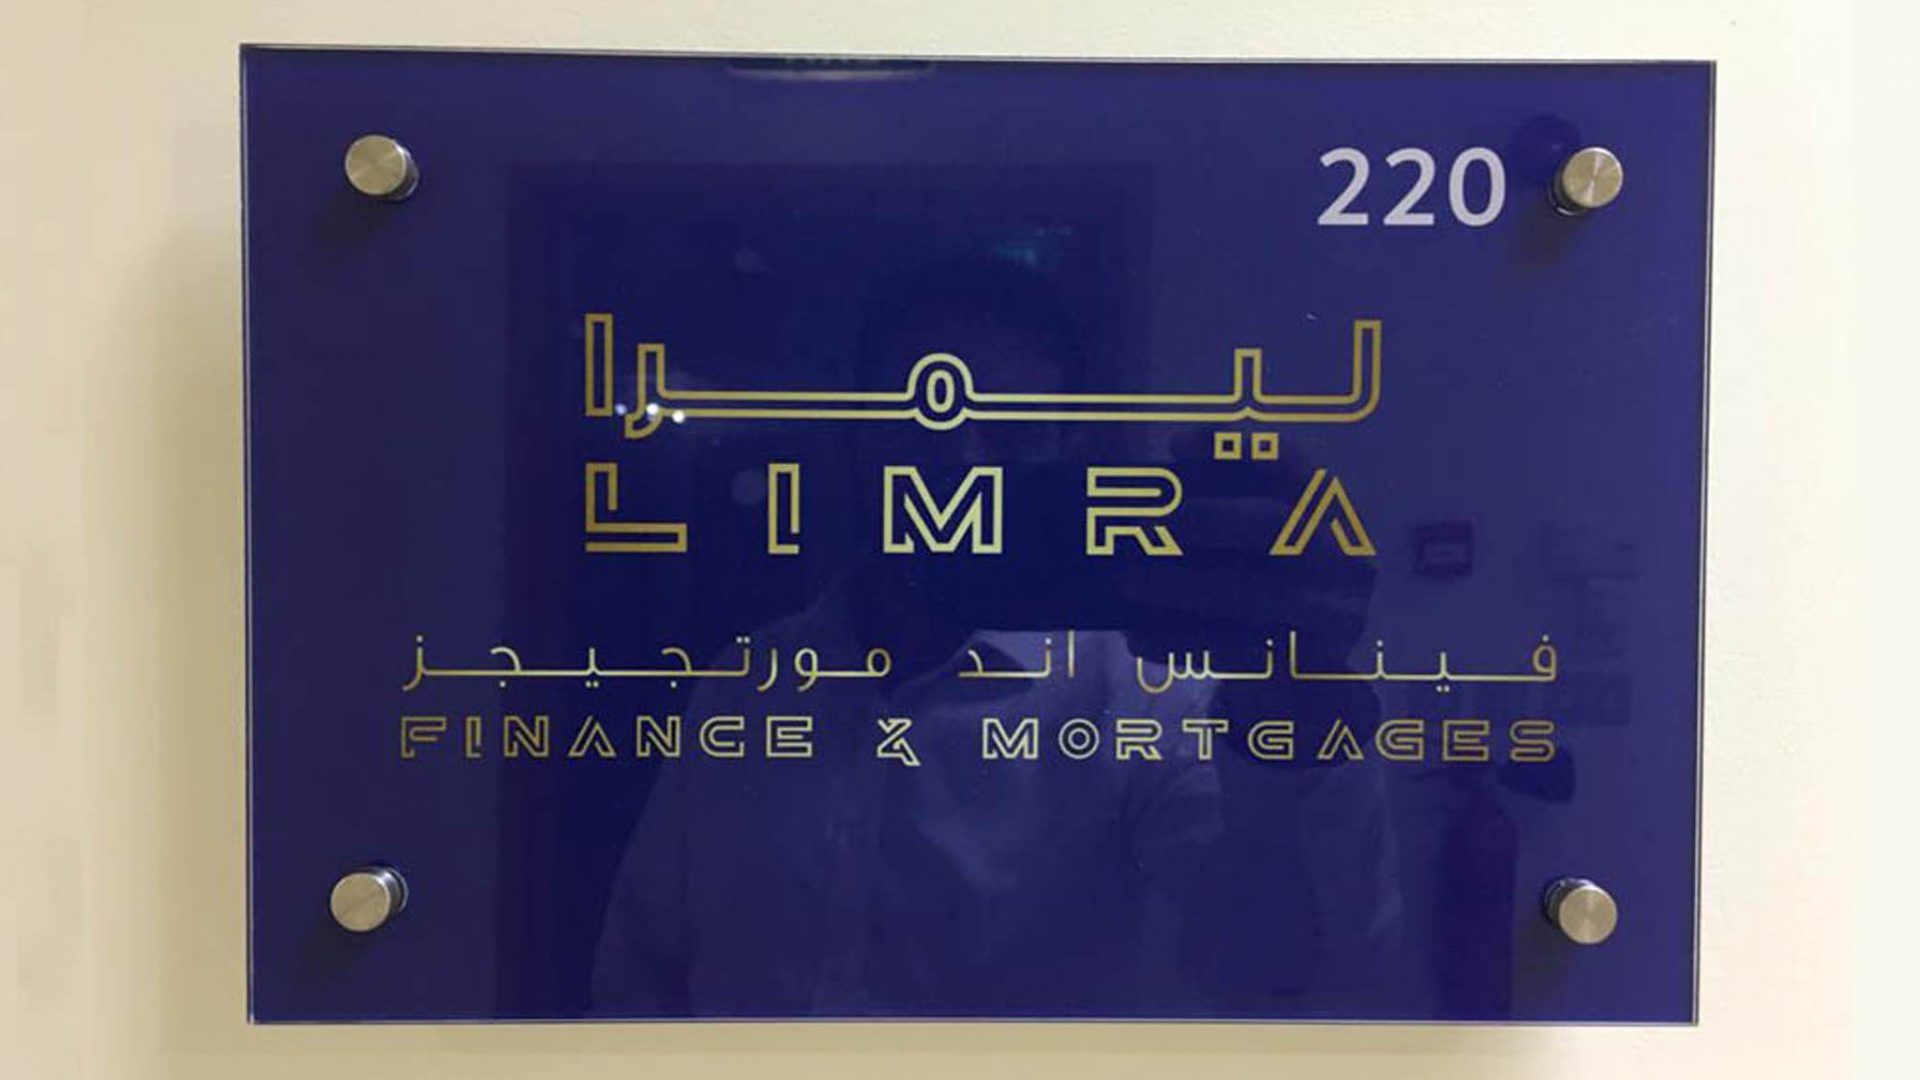 220
ليمرا
LIMRA
فينانس اند مورتجيجز
FINANCE & MORTGAGES